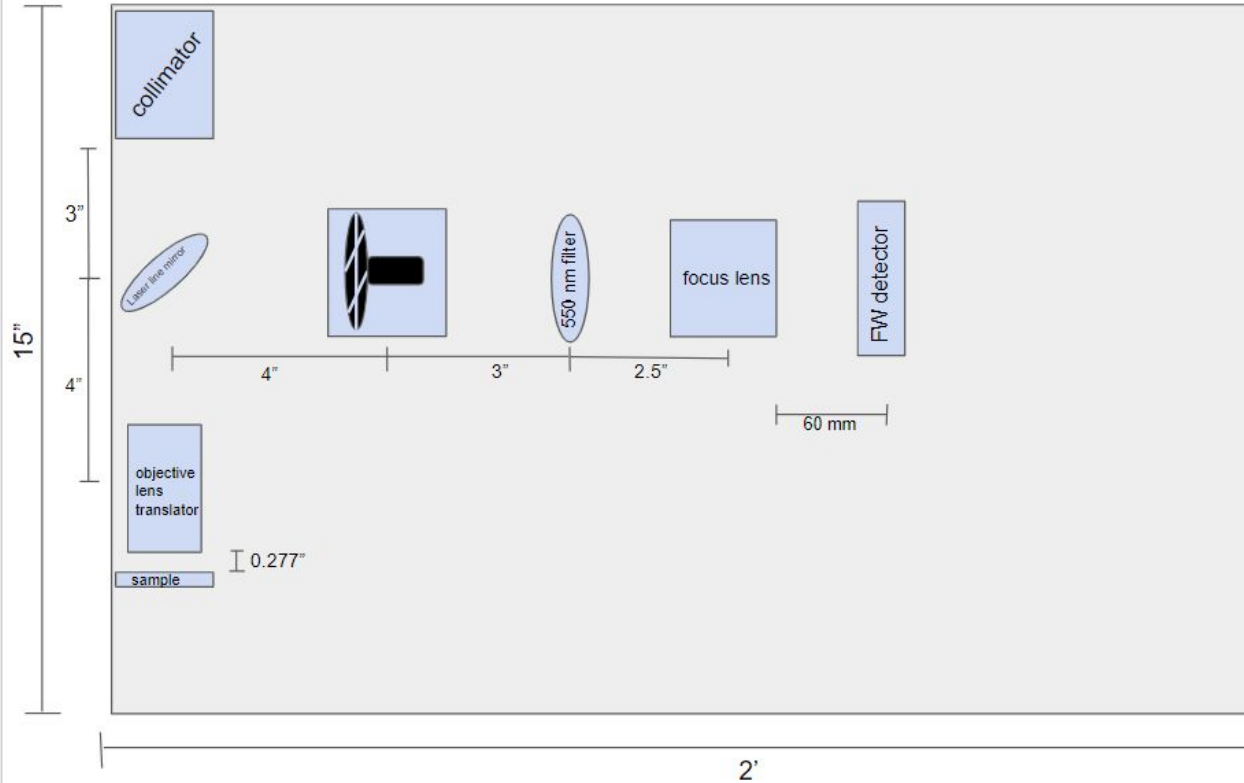 collimator
3”
Laser line mirror
550 nm filter
focus lens
FW detector
15”
4”
4”
3”
2.5”
60 mm
objective
lens
translator
0.277”
sample
2’